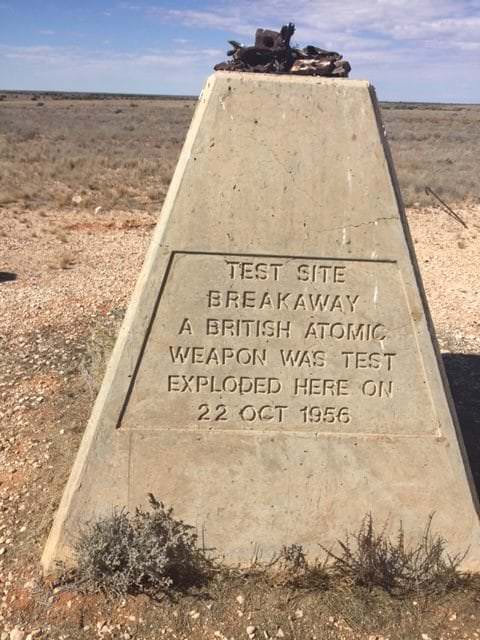 TEST SITE
BREAKAWAY
A BRITISH ATOMIC
WEAPON WAS TEST
EXPLODED HERE ON
22 OCT 1956